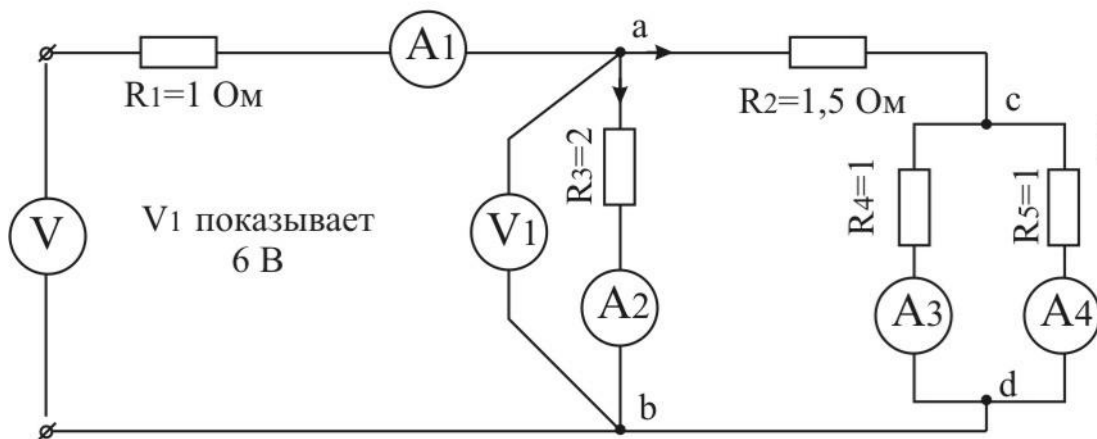 a
A1
R1=1 Ом
R2=1,5 Ом
c
R3=2
R4=1
R5=1
V1 показывает
6 В
V
V1
A2
A3
A4
b
d